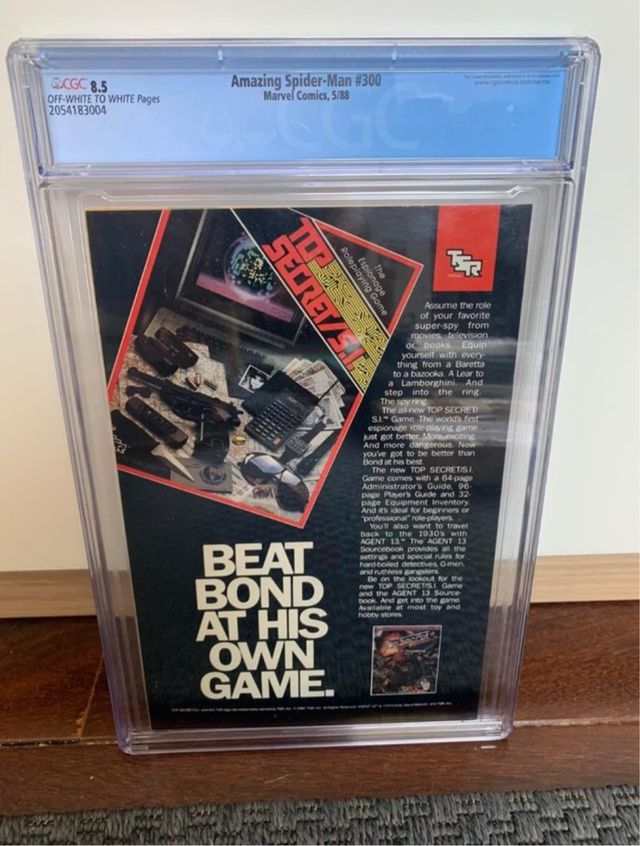 CGC 8.5
OFF-WHITE TO WHITE Pages
2054183004
Amazing Spider-Man #300
Marvel Comics, 5/88
www.cgccomics.com/terms
CGC
TOP
SECRET/S.I.
The
Espionage
Roleplaying Game
TSR
Assume the role
of your favorite
super-spy from
movies, television
or books. Equip
yourself with every
thing from a Baretta
to a bazooka. A Lear to
a Lamborghini. And
step into the ring.
The spy ring.
The all-new TOP SECRET/
S.I.™ Game. The world's first
espionage role-playing game
just got better. More exciting.
And more dangerous. Now
you've got to be better than
Bond at his best.
The new TOP SECRET/S.I.
Game comes with a 64-page
Administrator's Guide, 96-
page Player's Guide and 32-
page Equipment Inventory.
And it's ideal for beginners or
"professional" role-players.
You'll also want to travel
back to the 1930's with
AGENT 13.™ The AGENT 13
Sourcebook provides all the
settings and special rules for
hard-boiled detectives, G-men,
and ruthless gangsters.
Be on the lookout for the
new TOP SECRET/S.I. Game
and the AGENT 13 Source-
book. And get into the game.
Available at most toy and
hobby stores.
BEAT
BOND
AT HIS
OWN
GAME.